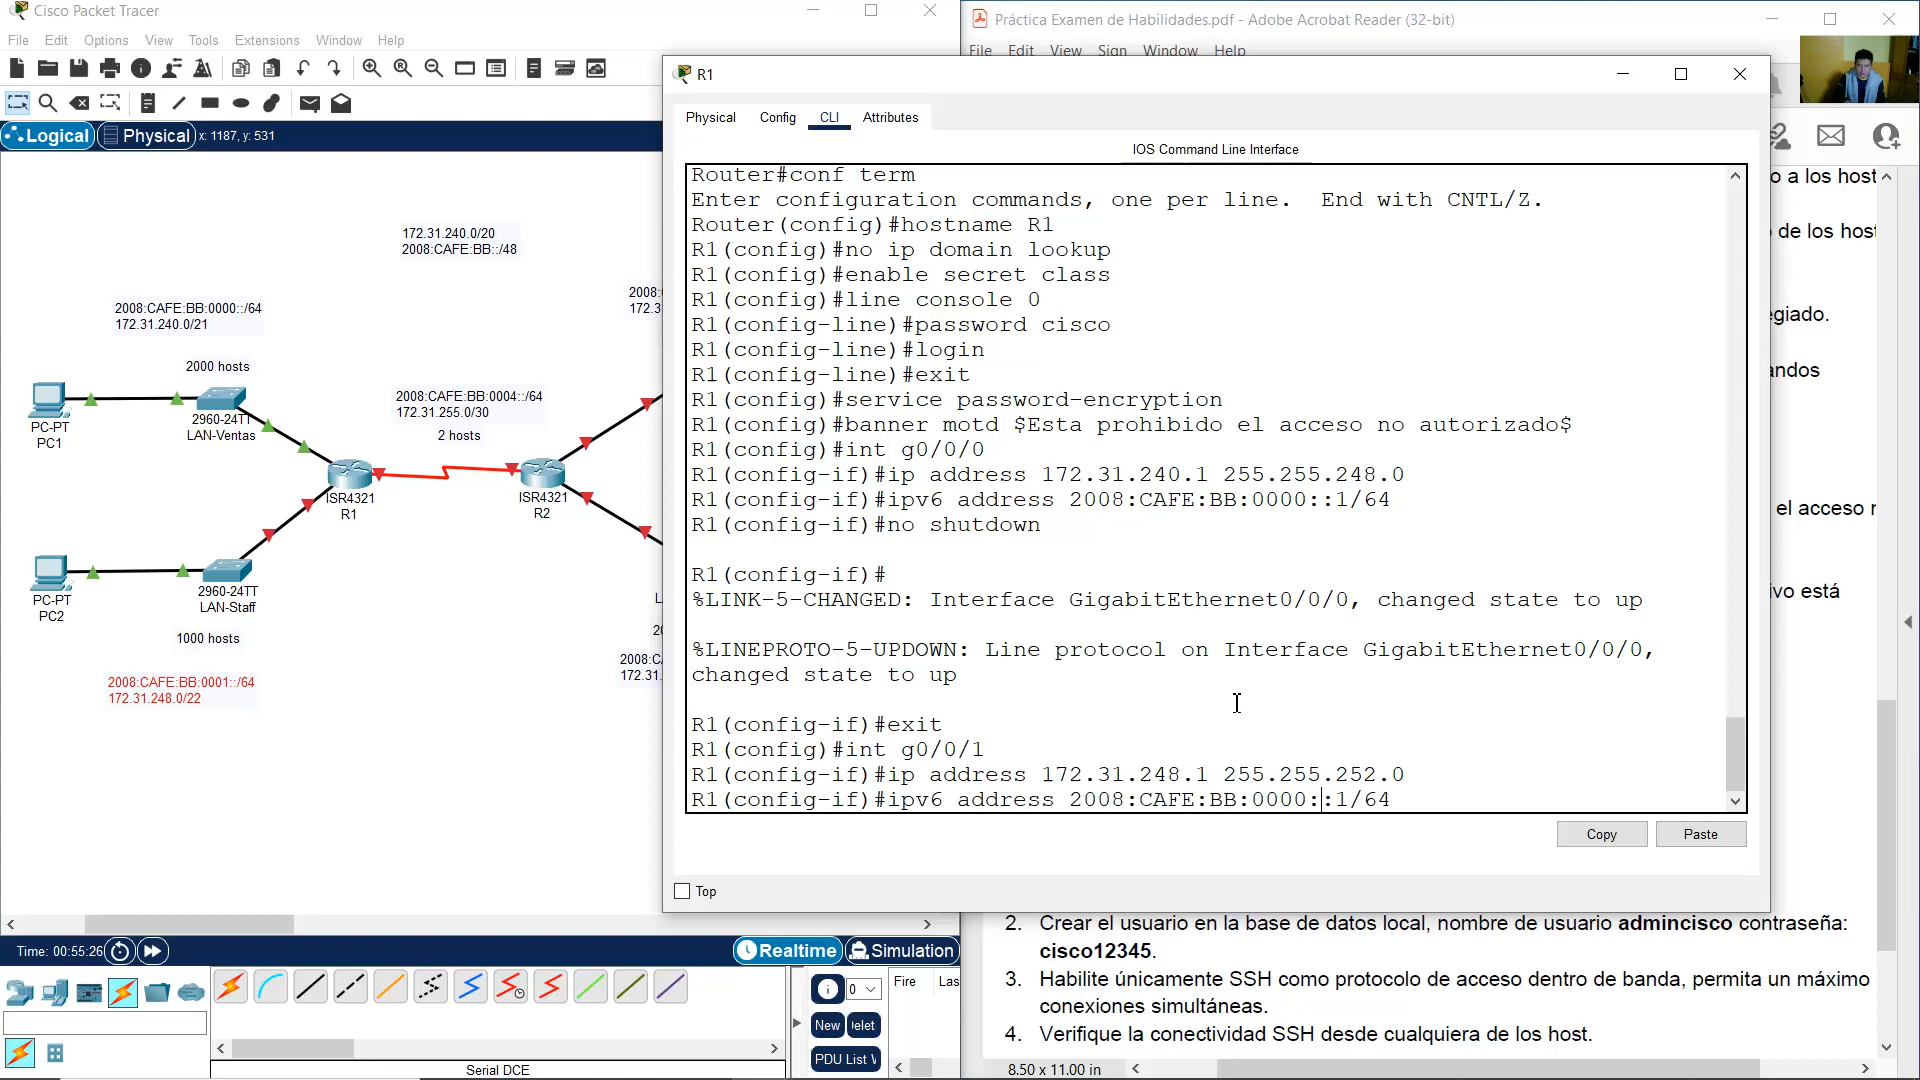 Cisco Packet Tracer
File Edit Options View Tools Extensions Window Help
Logical Physical x: 1187, y: 531
172.31.240.0/20
2008:CAFE:BB::/48
2008:CAFE:BB:0000::/64
172.31.240.0/21
2000 hosts
2960-24TT
LAN-Ventas
PC-PT
PC1
2008:CAFE:BB:0004::/64
172.31.255.0/30
2 hosts
ISR4321
R1
ISR4321
R2
2008:
172.3
PC-PT
PC2
2960-24TT
LAN-Staff
1000 hosts
2008:CAFE:BB:0001::/64
172.31.248.0/22
L
20
2008:C
172.31.
Time: 00:55:26
Realtime Simulation
0
Fire Las
New Delet
PDU List V
Serial DCE
R1
Physical Config CLI Attributes
IOS Command Line Interface
Router#conf term
Enter configuration commands, one per line. End with CNTL/Z.
Router(config)#hostname R1
R1(config)#no ip domain lookup
R1(config)#enable secret class
R1(config)#line console 0
R1(config-line)#password cisco
R1(config-line)#login
R1(config-line)#exit
R1(config)#service password-encryption
R1(config)#banner motd $Esta prohibido el acceso no autorizado$
R1(config)#int g0/0/0
R1(config-if)#ip address 172.31.240.1 255.255.248.0
R1(config-if)#ipv6 address 2008:CAFE:BB:0000::1/64
R1(config-if)#no shutdown
R1(config-if)#
%LINK-5-CHANGED: Interface GigabitEthernet0/0/0, changed state to up
%LINEPROTO-5-UPDOWN: Line protocol on Interface GigabitEthernet0/0/0,
changed state to up
R1(config-if)#exit
R1(config)#int g0/0/1
R1(config-if)#ip address 172.31.248.1 255.255.252.0
R1(config-if)#ipv6 address 2008:CAFE:BB:0000::1/64
Copy Paste
Top
Práctica Examen de Habilidades.pdf - Adobe Acrobat Reader (32-bit)
File Edit View Sign Window Help
o a los host
de los host
egiado.
andos
el acceso
ivo está
2. Crear el usuario en la base de datos local, nombre de usuario admincisco contraseña:
cisco12345.
3. Habilite únicamente SSH como protocolo de acceso dentro de banda, permita un máximo
conexiones simultáneas.
4. Verifique la conectividad SSH desde cualquiera de los host.
8.50 x 11.00 in